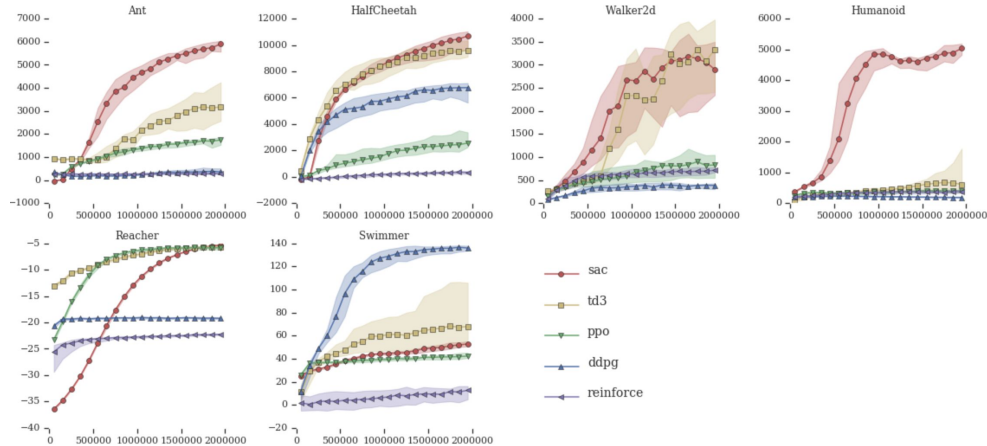 Ant
7000
6000
5000
4000
3000
2000
1000
0
−1000
0 500000 1000000 1500000 2000000
HalfCheetah
12000
10000
8000
6000
4000
2000
0
−2000
0 500000 1000000 1500000 2000000
Walker2d
4000
3500
3000
2500
2000
1500
1000
500
0
0 500000 1000000 1500000 2000000
Humanoid
6000
5000
4000
3000
2000
1000
0
0 500000 1000000 1500000 2000000
Reacher
−5
−10
−15
−20
−25
−30
−35
−40
0 500000 1000000 1500000 2000000
Swimmer
140
120
100
80
60
40
20
0
−20
0 500000 1000000 1500000 2000000
sac
td3
ppo
ddpg
reinforce